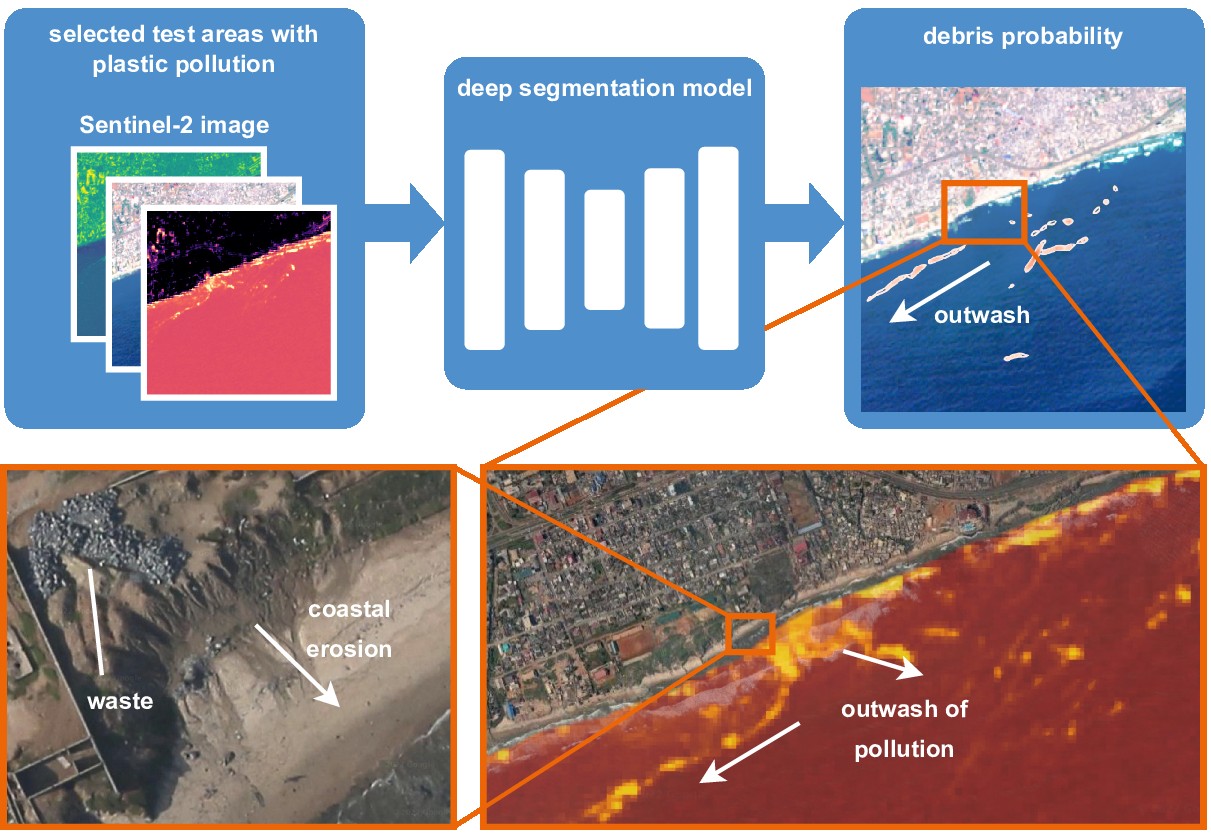 selected test areas with
plastic pollution
Sentinel-2 image
deep segmentation model
debris probability
outwash
waste
coastal
erosion
outwash of
pollution